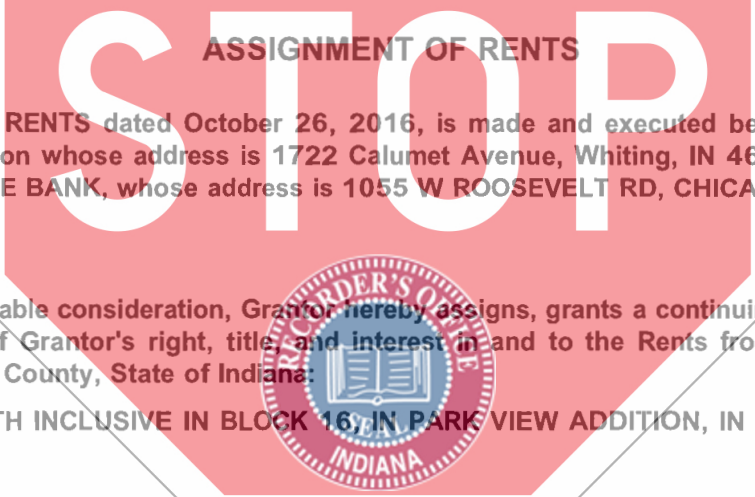 STOP
ASSIGNMENT OF RENTS
RENTS dated October 26, 2016, is made and executed be
on whose address is 1722 Calumet Avenue, Whiting, IN 46
E BANK, whose address is 1055 W ROOSEVELT RD, CHICA
able consideration, Grantor hereby assigns, grants a continui
f Grantor's right, title, and interest in and to the Rents fro
County, State of Indiana:
TH INCLUSIVE IN BLOCK 16, IN PARK VIEW ADDITION, IN
RECORDER'S OFFICE
SEAL
INDIANA